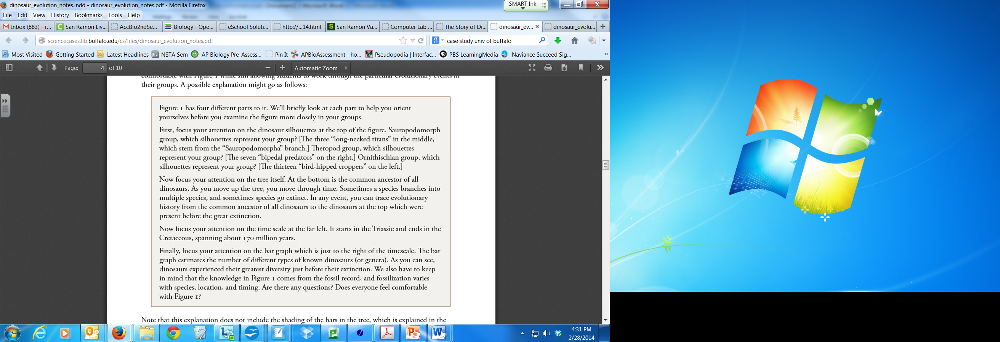 dinosaur_evolution_notes.indd - dinosaur_evolution_notes.pdf - Mozilla Firefox
SMART Ink
File Edit View History Bookmarks Tools Help
Inbox (883) - r... San Ramon Liv... AccBio2ndSe... Biology - Ope... eSchool Soluti... http://...14.html San Ramon Va... Computer Lab ... The Story of Di... dinosaur_ev... dinosaur_evolu...
sciencecases.lib.buffalo.edu/cs/files/dinosaur_evolution_notes.pdf
case study univ of buffalo
Most Visited Getting Started Latest Headlines NSTA Sem AP Biology Pre-Assess... Pin It APBioAssessment - ho... Pseudopodia | Interfac... PBS LearningMedia Naviance Succeed Sig...
Page: 4 of 10
Automatic Zoom
comfortable with Figure 1 while still allowing students to work through the particular evolutionary events in
their groups. A possible explanation might go as follows:
Figure 1 has four different parts to it. We'll briefly look at each part to help you orient
yourselves before you examine the figure more closely in your groups.
First, focus your attention on the dinosaur silhouettes at the top of the figure. Sauropodomorph
group, which silhouettes represent your group? [The three “long-necked titans” in the middle,
which stem from the “Sauropodomorpha” branch.] Theropod group, which silhouettes
represent your group? [The seven “bipedal predators” on the right.] Ornithischian group, which
silhouettes represent your group? [The thirteen “bird-hipped croppers” on the left.]
Now focus your attention on the tree itself. At the bottom is the common ancestor of all
dinosaurs. As you move up the tree, you move through time. Sometimes a species branches into
multiple species, and sometimes species go extinct. In any event, you can trace evolutionary
history from the common ancestor of all dinosaurs to the dinosaurs at the top which were
present before the great extinction.
Now focus your attention on the time scale at the far left. It starts in the Triassic and ends in the
Cretaceous, spanning about 170 million years.
Finally, focus your attention on the bar graph which is just to the right of the timescale. The bar
graph estimates the number of different types of known dinosaurs (or genera). As you can see,
dinosaurs experienced their greatest diversity just before their extinction. We also have to keep
in mind that the knowledge in Figure 1 comes from the fossil record, and fossilization varies
with species, location, and timing. Are there any questions? Does everyone feel comfortable
with Figure 1?
Note that this explanation does not include the shading of the bars in the tree, which is explained in the
4:31 PM
2/28/2014